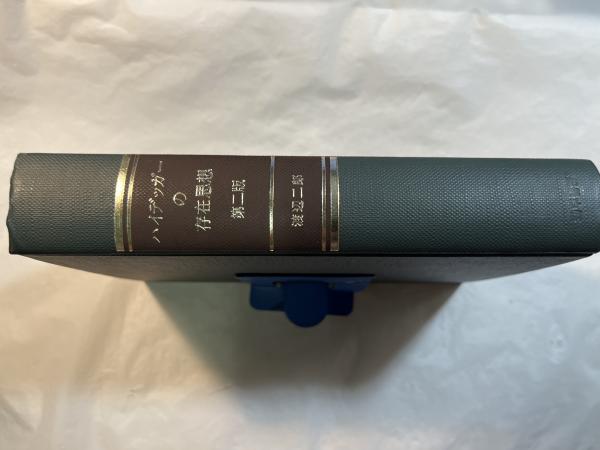 ハイデッガー
の
存在思想
第二版
渡辺二郎